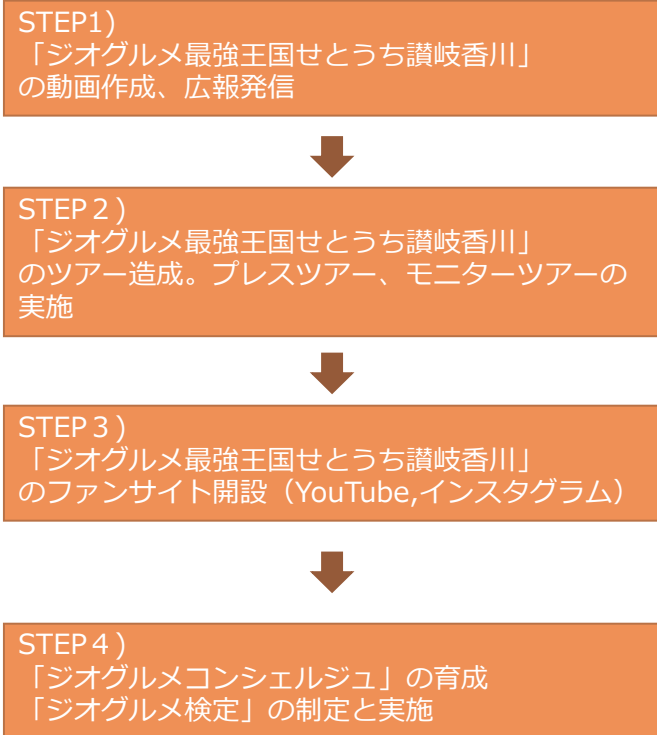 STEP1)
「ジオグルメ最強王国せとうち讃岐香川」
の動画作成、広報発信
STEP２)
「ジオグルメ最強王国せとうち讃岐香川」
のツアー造成。プレスツアー、モニターツアーの
実施
STEP３)
「ジオグルメ最強王国せとうち讃岐香川」
のファンサイト開設（YouTube,インスタグラム）
STEP４)
「ジオグルメコンシェルジュ」の育成
「ジオグルメ検定」の制定と実施